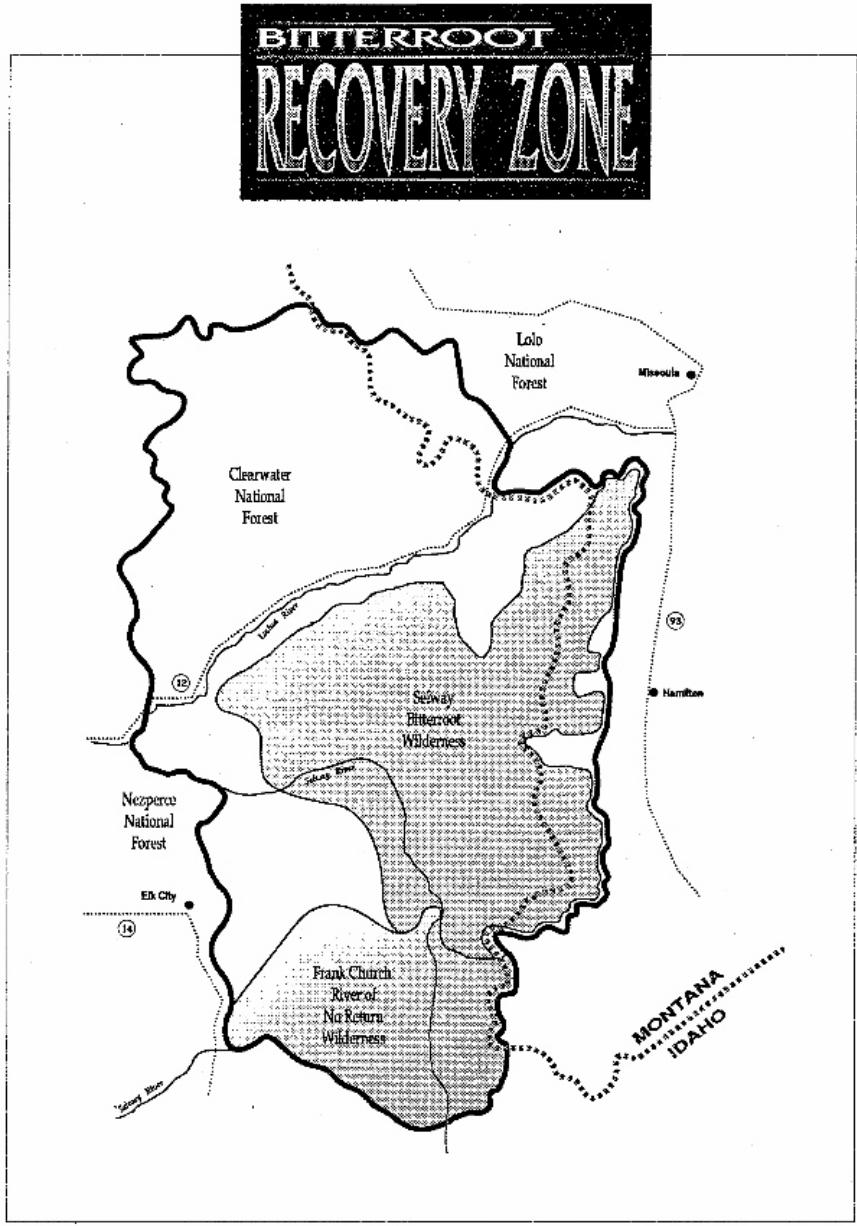 BITTERROOT
RECOVERY ZONE
Lolo
National
Forest
Missoula
Clearwater
National
Forest
Lochsa River
93
12
Selway
Bitterroot
Wilderness
Hamilton
Selway River
Nezperce
National
Forest
Elk City
14
Frank Church
River of
No Return
Wilderness
MONTANA
IDAHO
River